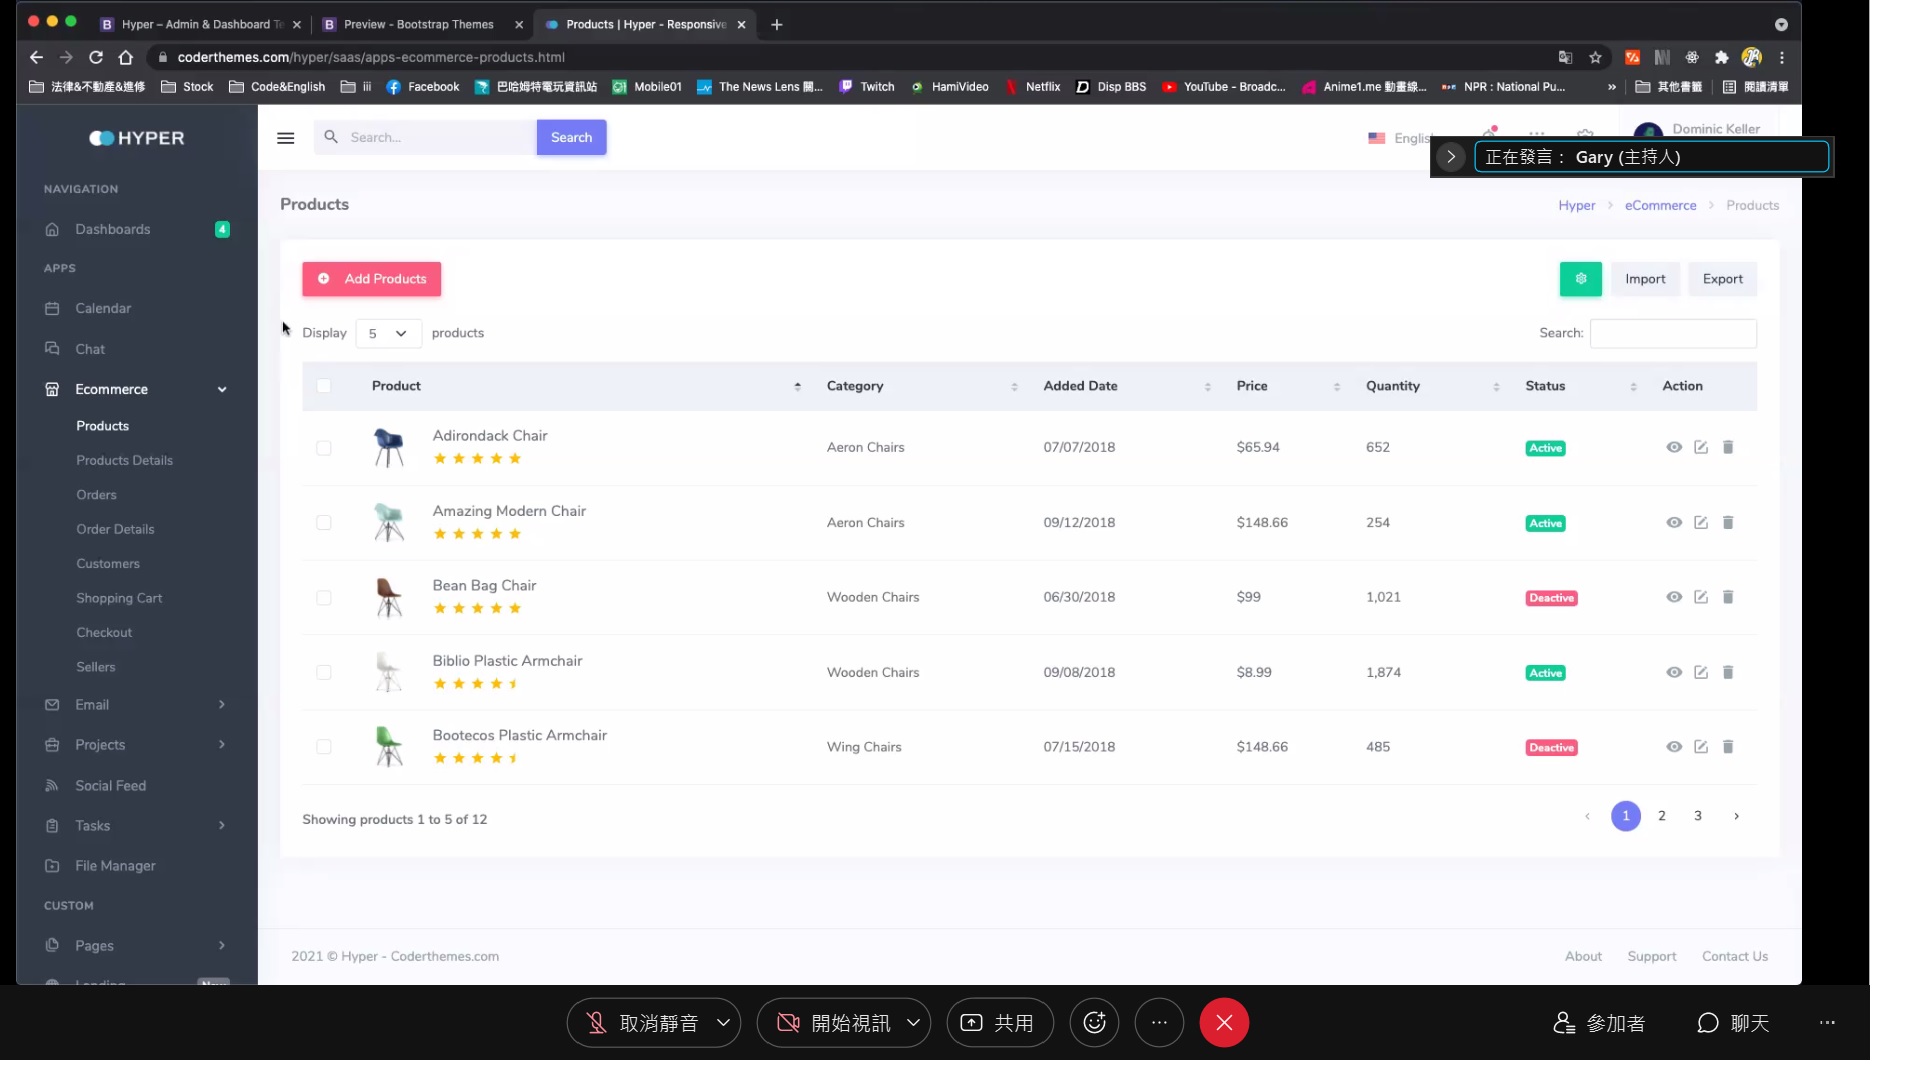 Hyper – Admin & Dashboard Te
Preview - Bootstrap Themes
Products | Hyper - Responsive
coderthemes.com/hyper/saas/apps-ecommerce-products.html
法律&不動產&進修 Stock Code&English iii Facebook 巴哈姆特電玩資訊站 Mobile01 The News Lens 關... Twitch HamiVideo Netflix Disp BBS YouTube - Broadc... Anime1.me 動畫線... NPR : National Pu... » 其他書籤 閱讀清單
HYPER
Search...
Search
Dominic Keller
正在發言： Gary (主持人)
NAVIGATION
Dashboards 4
APPS
Calendar
Chat
Ecommerce
Products
Products Details
Orders
Order Details
Customers
Shopping Cart
Checkout
Sellers
Email
Projects
Social Feed
Tasks
File Manager
CUSTOM
Pages
Products
Hyper > eCommerce > Products
Add Products
Import
Export
Display 5 products
Search:
Product Category Added Date Price Quantity Status Action
Adirondack Chair Aeron Chairs 07/07/2018 $65.94 652 Active
Amazing Modern Chair Aeron Chairs 09/12/2018 $148.66 254 Active
Bean Bag Chair Wooden Chairs 06/30/2018 $99 1,021 Deactive
Biblio Plastic Armchair Wooden Chairs 09/08/2018 $8.99 1,874 Active
Bootecos Plastic Armchair Wing Chairs 07/15/2018 $148.66 485 Deactive
Showing products 1 to 5 of 12
‹ 1 2 3 ›
2021 © Hyper - Coderthemes.com
About Support Contact Us
取消靜音
開始視訊
共用
參加者
聊天